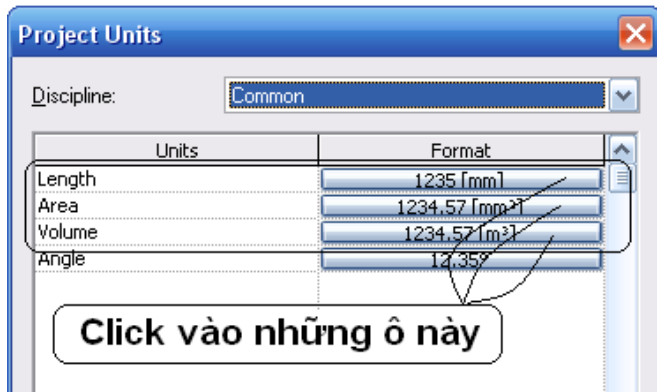 Project Units
Discipline: Common
Units Format
Length 1235 [mm]
Area 1234.57 [mm²]
Volume 1234.57 [m³]
Angle 12.35°
Click vào những ô này